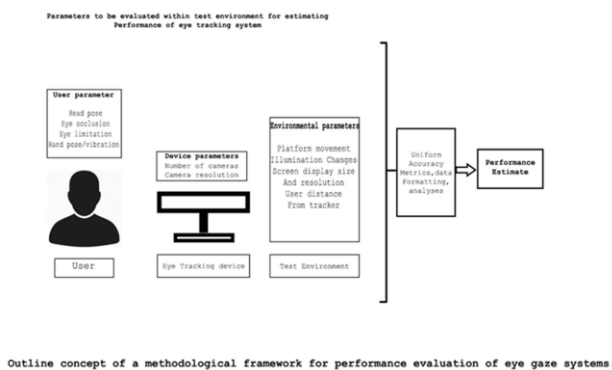 Parameters to be evaluated within test environment for estimating
Performance of eye tracking system
User parameter
Head pose
Eye occlusion
Eye limitation
Hand pose/vibration
User
Device parameters
Number of cameras
Camera resolution
Eye Tracking device
Environmental parameters
Platform movement
Illumination Changes
Screen display size
And resolution
User distance
From tracker
Test Environment
Uniform
Accuracy
Metrics,data
Formatting,
analyses
Performance
Estimate
Outline concept of a methodological framework for performance evaluation of eye gaze systems